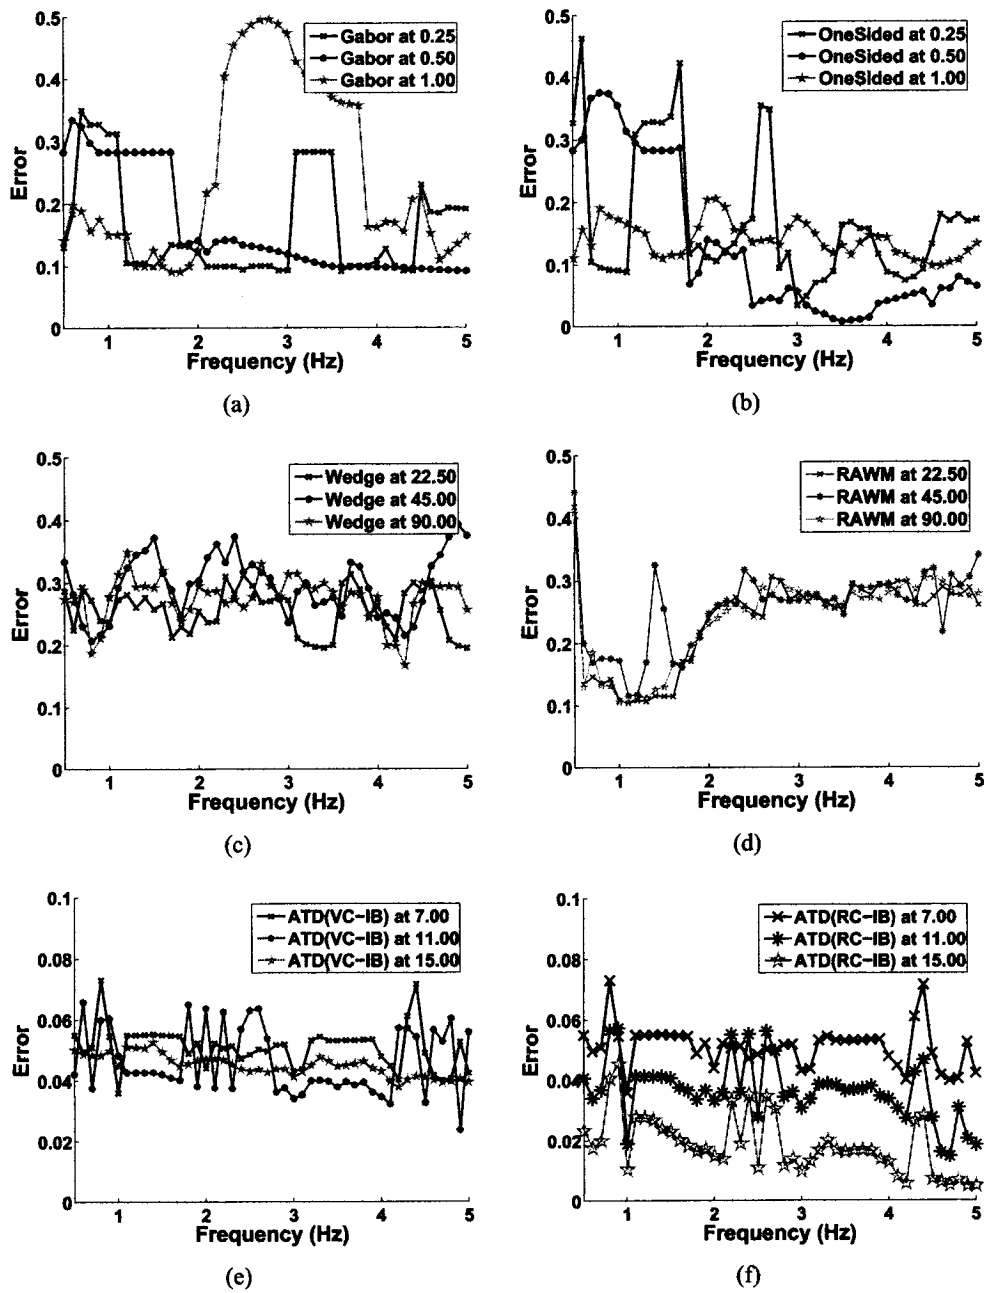 0.5
0.4
0.3
0.2
0.1
0
Error
Gabor at 0.25
Gabor at 0.50
Gabor at 1.00
1 2 3 4 5
Frequency (Hz)
(a)
0.5
0.4
0.3
0.2
0.1
0
Error
OneSided at 0.25
OneSided at 0.50
OneSided at 1.00
1 2 3 4 5
Frequency (Hz)
(b)
0.5
0.4
0.3
0.2
0.1
0
Error
Wedge at 22.50
Wedge at 45.00
Wedge at 90.00
1 2 3 4 5
Frequency (Hz)
(c)
0.5
0.4
0.3
0.2
0.1
0
Error
RAWM at 22.50
RAWM at 45.00
RAWM at 90.00
1 2 3 4 5
Frequency (Hz)
(d)
0.1
0.08
0.06
0.04
0.02
0
Error
ATD(VC-IB) at 7.00
ATD(VC-IB) at 11.00
ATD(VC-IB) at 15.00
1 2 3 4 5
Frequency (Hz)
(e)
0.1
0.08
0.06
0.04
0.02
0
Error
ATD(RC-IB) at 7.00
ATD(RC-IB) at 11.00
ATD(RC-IB) at 15.00
1 2 3 4 5
Frequency (Hz)
(f)